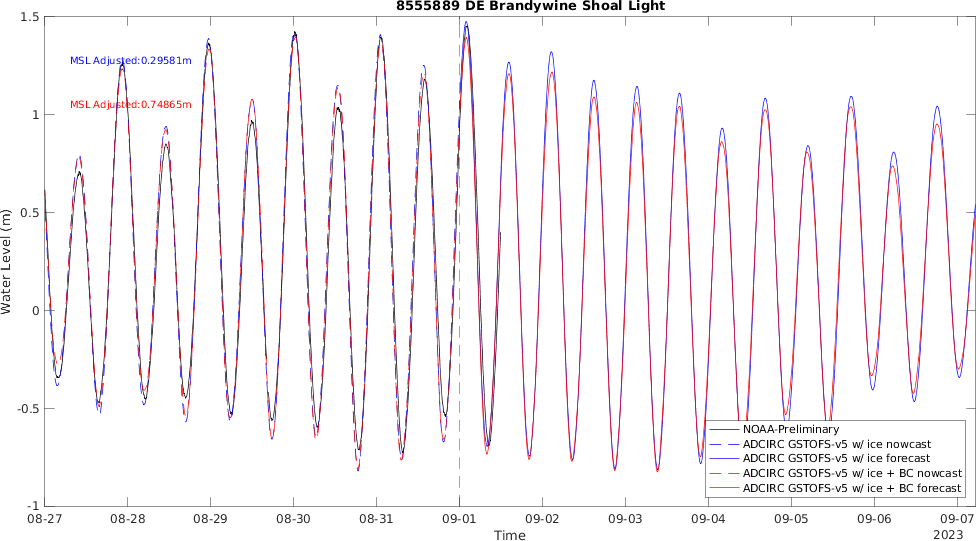 8555889 DE Brandywine Shoal Light
1.5
1
0.5
0
-0.5
-1
Water Level (m)
MSL Adjusted:0.29581m
MSL Adjusted:0.74865m
NOAA-Preliminary
ADCIRC GSTOFS-v5 w/ ice nowcast
ADCIRC GSTOFS-v5 w/ ice forecast
ADCIRC GSTOFS-v5 w/ ice + BC nowcast
ADCIRC GSTOFS-v5 w/ ice + BC forecast
08-27 08-28 08-29 08-30 08-31 09-01 09-02 09-03 09-04 09-05 09-06 09-07
Time
2023